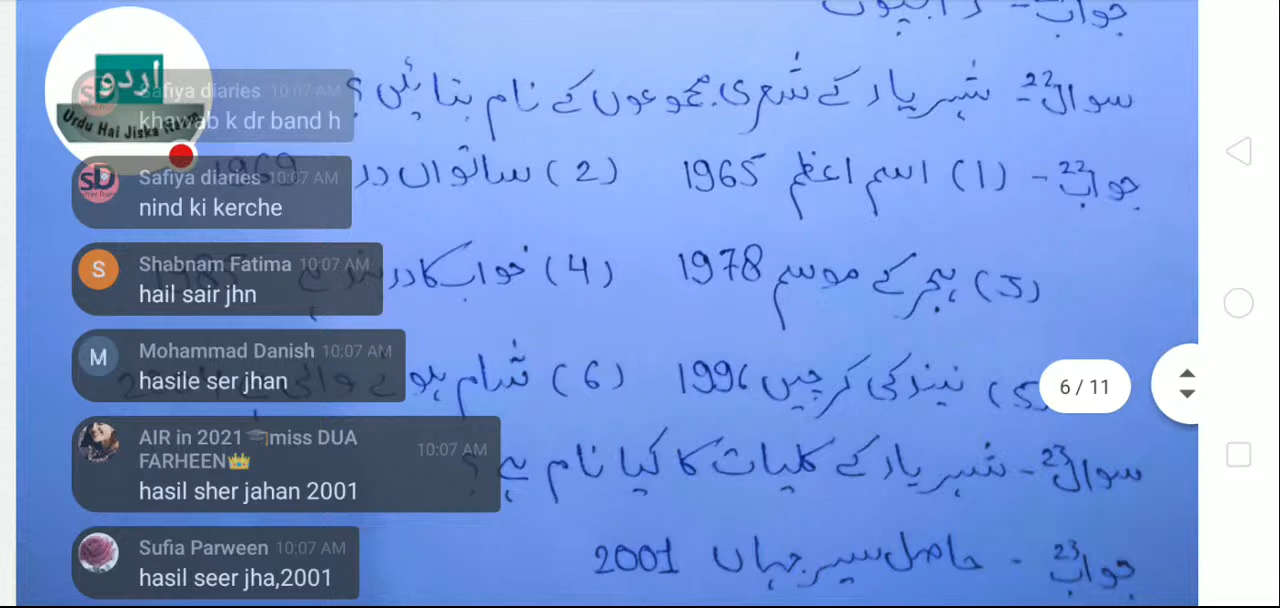 اردو
Urdu Hai Jiska Naam
Safiya diaries 10:07 AM
khawab k dr band h
SD
Safiya diaries 10:07 AM
nind ki kerche
S
Shabnam Fatima 10:07 AM
hail sair jhn
M
Mohammad Danish 10:07 AM
hasile ser jhan
AIR in 2021 🎓miss DUA FARHEEN👑 10:07 AM
hasil sher jahan 2001
Sufia Parween 10:07 AM
hasil seer jha,2001
جواب
سوال 22- شہریار کے شعری مجموعوں کے نام بتائیں؟
جواب 22- (1) اسم اعظم 1965 (2) ساتواں در 1969
(3) ہجر کے موسم 1978 (4) خواب کا در بند ہے 1985
(5) نیند کی کرچیں 1996 (6) شام ہونے والی ہے
سوال 23- شہریار کے کلیات کا کیا نام ہے؟
جواب 23- حاصل سیر جہاں 2001
6 / 11